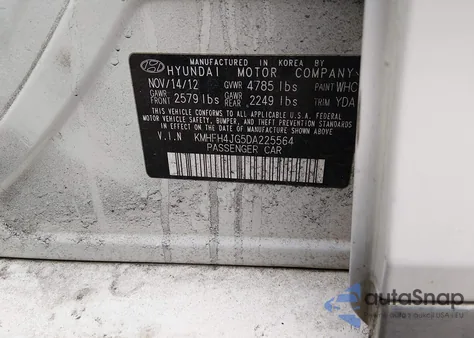 MANUFACTURED IN KOREA BY
HYUNDAI MOTOR COMPANY
NOV/14/12 GVWR 4785 lbs PAINT WHC
GAWR FRONT 2579 lbs GAWR REAR 2249 lbs TRIM YDA
THIS VEHICLE CONFORMS TO ALL APPLICABLE U.S.A. FEDERAL
MOTOR VEHICLE SAFETY, BUMPER, AND THEFT PREVENTION
STANDARDS IN EFFECT ON THE DATE OF MANUFACTURE SHOWN ABOVE.
V.I.N KMHFH4JG5DA225564
PASSENGER CAR
autaSnap